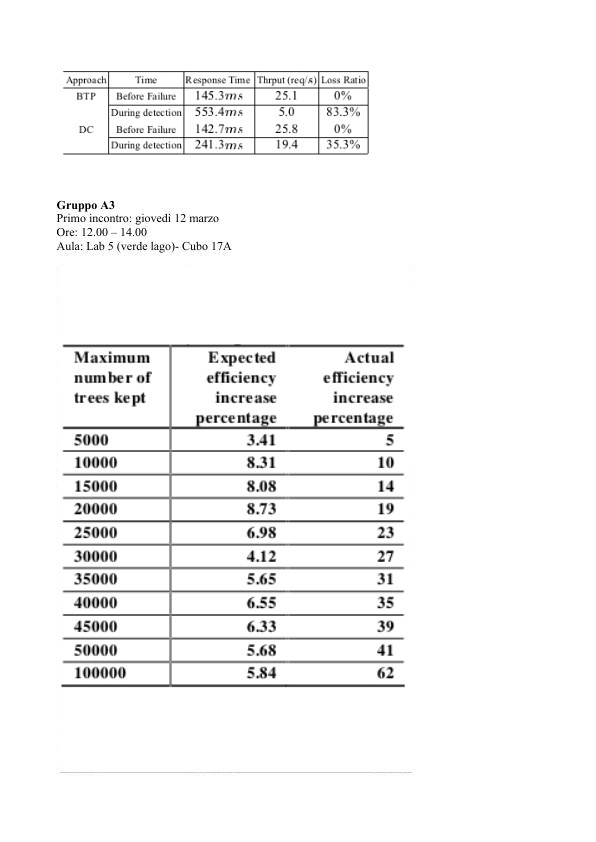 Approach Time Response Time Thrput (req/s) Loss Ratio
BTP Before Failure 145.3ms 25.1 0%
During detection 553.4ms 5.0 83.3%
DC Before Failure 142.7ms 25.8 0%
During detection 241.3ms 19.4 35.3%
Gruppo A3
Primo incontro: giovedì 12 marzo
Ore: 12.00 – 14.00
Aula: Lab 5 (verde lago)- Cubo 17A
Maximum Expected Actual
number of efficiency efficiency
trees kept increase increase
percentage percentage
5000 3.41 5
10000 8.31 10
15000 8.08 14
20000 8.73 19
25000 6.98 23
30000 4.12 27
35000 5.65 31
40000 6.55 35
45000 6.33 39
50000 5.68 41
100000 5.84 62